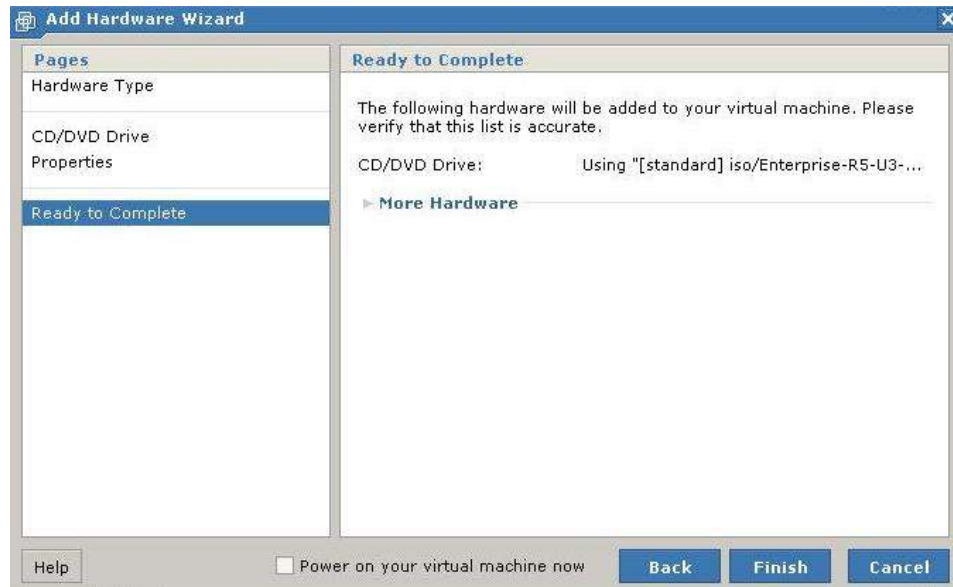 Add Hardware Wizard
Pages
Hardware Type
CD/DVD Drive
Properties
Ready to Complete
Ready to Complete
The following hardware will be added to your virtual machine. Please
verify that this list is accurate.
CD/DVD Drive: Using "[standard] iso/Enterprise-R5-U3-...
More Hardware
Help
Power on your virtual machine now
Back
Finish
Cancel